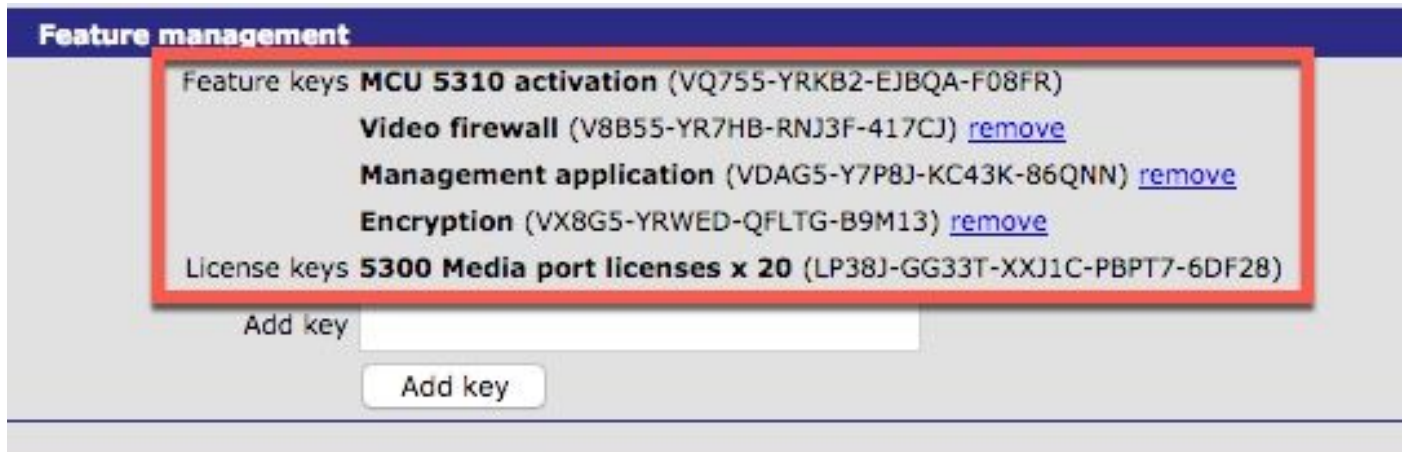 Feature management
Feature keys MCU 5310 activation (VQ755-YRKB2-EJBQA-F08FR)
Video firewall (V8B55-YR7HB-RNJ3F-417CJ) remove
Management application (VDAG5-Y7P8J-KC43K-86QNN) remove
Encryption (VX8G5-YRWED-QFLTG-B9M13) remove
License keys 5300 Media port licenses x 20 (LP38J-GG33T-XXJ1C-PBPT7-6DF28)
Add key
Add key